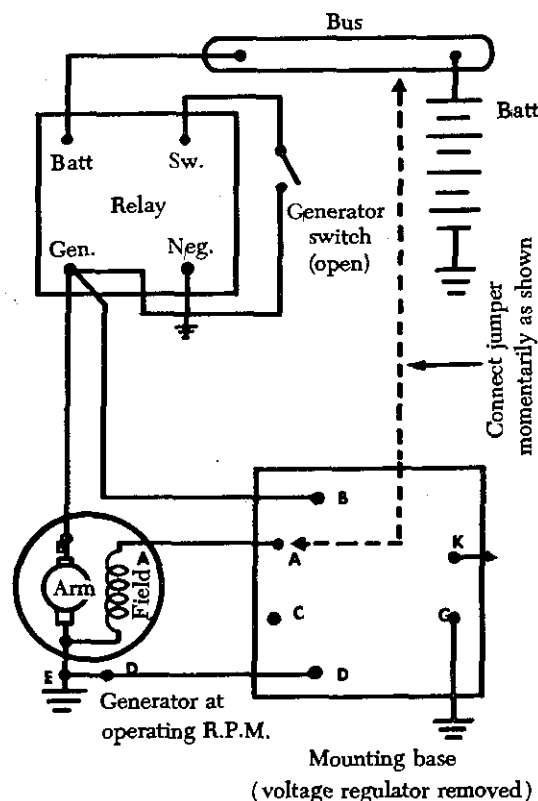 Bus
Batt
Batt
Sw.
Relay
Gen.
Neg.
Generator
switch
(open)
Connect jumper
momentarily as shown
B
A
K
C
G
D
A
Arm
Field
E
D
Generator at
operating R.P.M.
Mounting base
(voltage regulator removed)